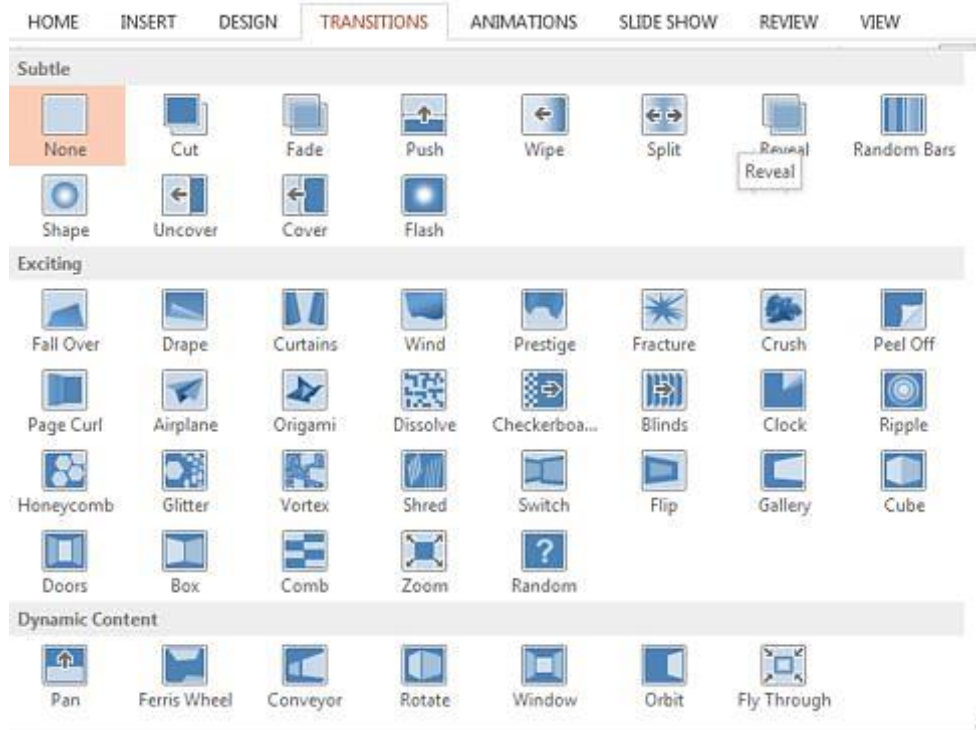 HOME INSERT DESIGN TRANSITIONS ANIMATIONS SLIDE SHOW REVIEW VIEW
Subtle
None Cut Fade Push Wipe Split Reveal Random Bars
Reveal
Shape Uncover Cover Flash
Exciting
Fall Over Drape Curtains Wind Prestige Fracture Crush Peel Off
Page Curl Airplane Origami Dissolve Checkerboa... Blinds Clock Ripple
Honeycomb Glitter Vortex Shred Switch Flip Gallery Cube
?
Doors Box Comb Zoom Random
Dynamic Content
Pan Ferris Wheel Conveyor Rotate Window Orbit Fly Through